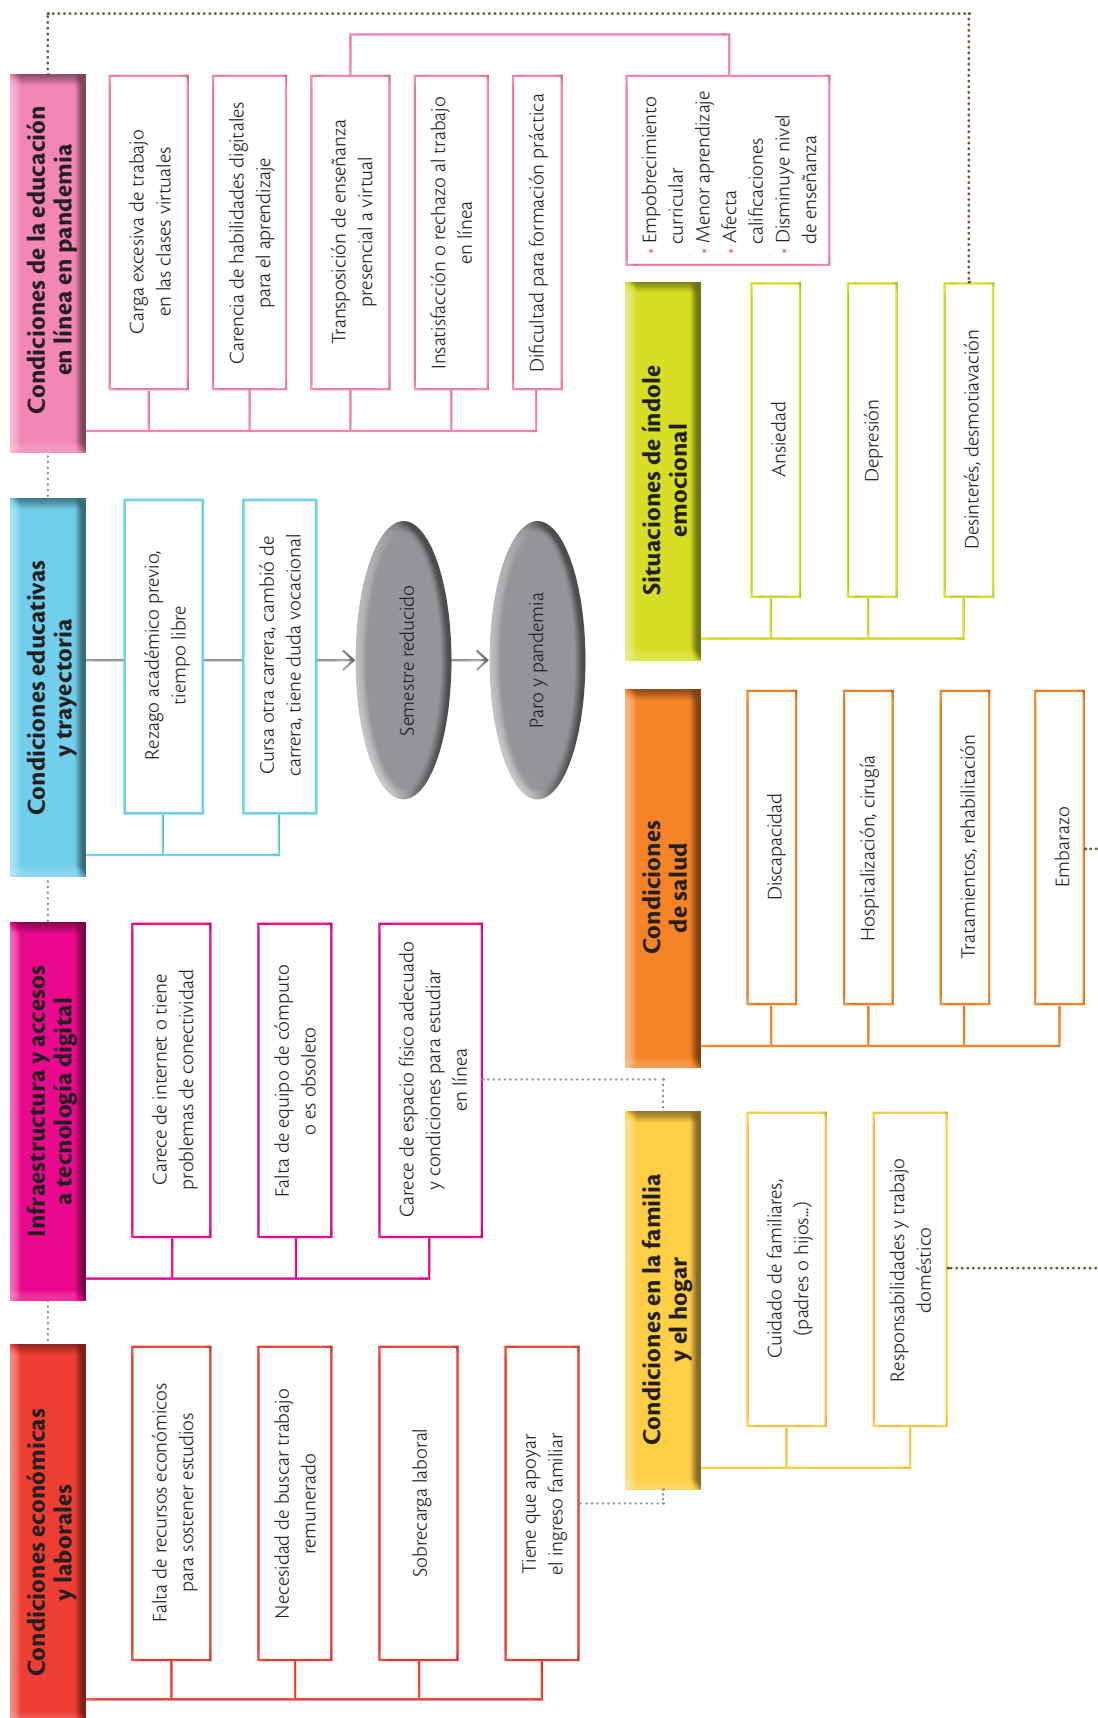 Condiciones económicas
y laborales
Falta de recursos económicos
para sostener estudios
Necesidad de buscar trabajo
remunerado
Sobrecarga laboral
Tiene que apoyar
el ingreso familiar
Infraestructura y accesos
a tecnología digital
Carece de internet o tiene
problemas de conectividad
Falta de equipo de cómputo
o es obsoleto
Carece de espacio físico adecuado
y condiciones para estudiar
en línea
Condiciones educativas
y trayectoria
Rezago académico previo,
tiempo libre
Cursa otra carrera, cambió de
carrera, tiene duda vocacional
Semestre reducido
Paro y pandemia
Condiciones de la educación
en línea en pandemia
Carga excesiva de trabajo
en las clases virtuales
Carencia de habilidades digitales
para el aprendizaje
Transposición de enseñanza
presencial a virtual
Insatisfacción o rechazo al trabajo
en línea
Dificultad para formación práctica
• Empobrecimiento
curricular
• Menor aprendizaje
• Afecta
calificaciones
• Disminuye nivel
de enseñanza
Condiciones en la familia
y el hogar
Cuidado de familiares,
(padres o hijos...)
Responsabilidades y trabajo
doméstico
Condiciones
de salud
Discapacidad
Hospitalización, cirugía
Tratamientos, rehabilitación
Embarazo
Situaciones de índole
emocional
Ansiedad
Depresión
Desinterés, desmotiavación